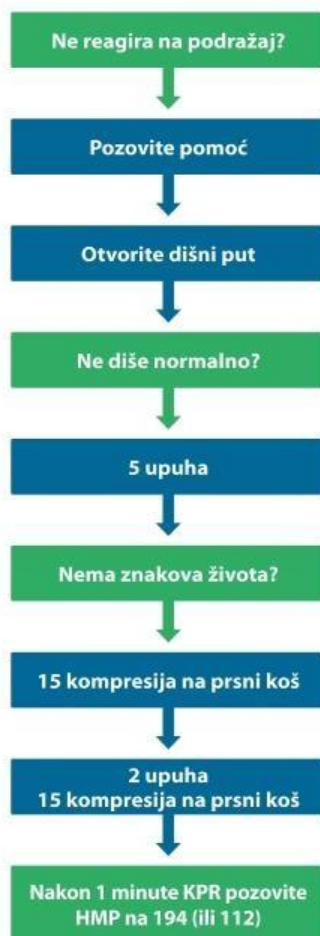 Ne reagira na podražaj?
Pozovite pomoć
Otvorite dišni put
Ne diše normalno?
5 upuha
Nema znakova života?
15 kompresija na prsni koš
2 upuha
15 kompresija na prsni koš
Nakon 1 minute KPR pozovite
HMP na 194 (ili 112)